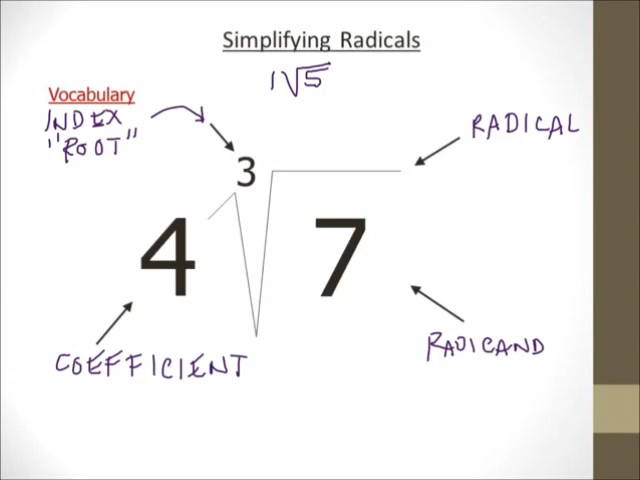 Simplifying Radicals
1√5
Vocabulary
INDEX
"ROOT"
RADICAL
3
4 √ 7
COEFFICIENT
RADICAND